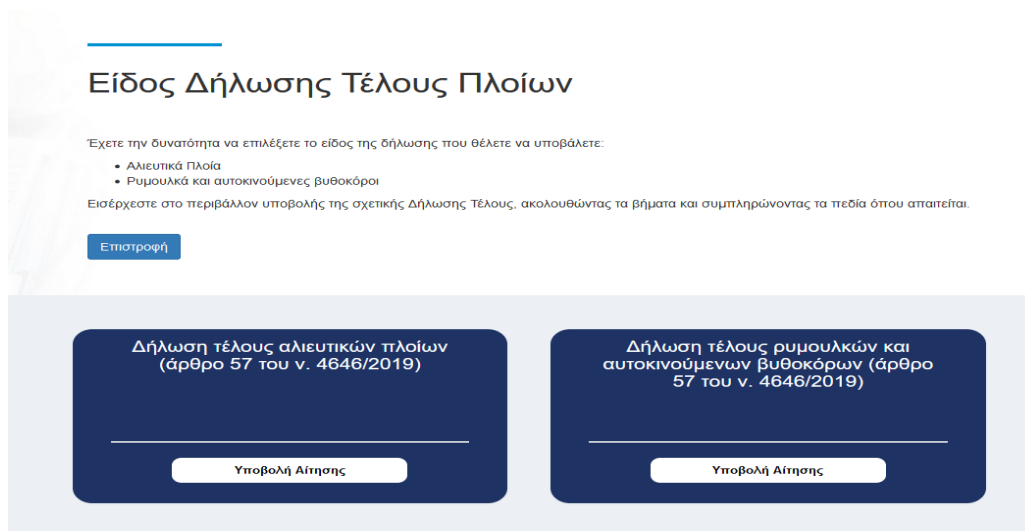 Είδος Δήλωσης Τέλους Πλοίων
Έχετε την δυνατότητα να επιλέξετε το είδος της δήλωσης που θέλετε να υποβάλετε:
• Αλιευτικά Πλοία
• Ρυμουλκά και αυτοκινούμενες βυθοκόροι
Εισέρχεστε στο περιβάλλον υποβολής της σχετικής Δήλωσης Τέλους, ακολουθώντας τα βήματα και συμπληρώνοντας τα πεδία όπου απαιτείται.
Επιστροφή
Δήλωση τέλους αλιευτικών πλοίων
(άρθρο 57 του ν. 4646/2019)
Υποβολή Αίτησης
Δήλωση τέλους ρυμουλκών και
αυτοκινούμενων βυθοκόρων (άρθρο
57 του ν. 4646/2019)
Υποβολή Αίτησης